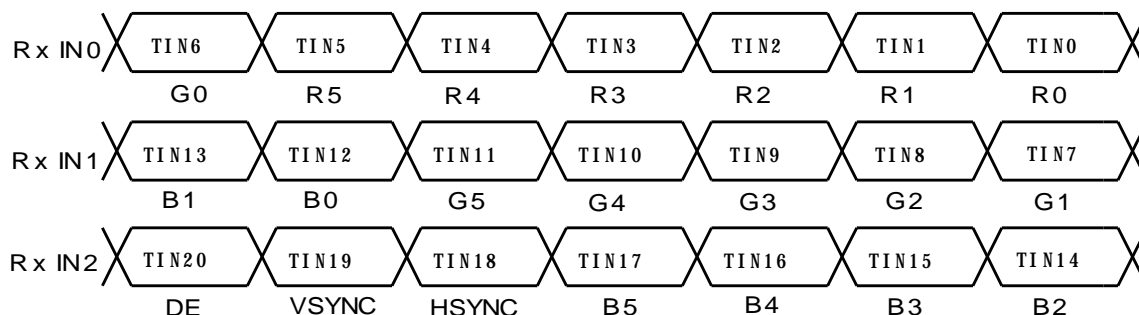 Rx IN0 TIN6 TIN5 TIN4 TIN3 TIN2 TIN1 TIN0
G0 R5 R4 R3 R2 R1 R0
Rx IN1 TIN13 TIN12 TIN11 TIN10 TIN9 TIN8 TIN7
B1 B0 G5 G4 G3 G2 G1
Rx IN2 TIN20 TIN19 TIN18 TIN17 TIN16 TIN15 TIN14
DE VSYNC HSYNC B5 B4 B3 B2